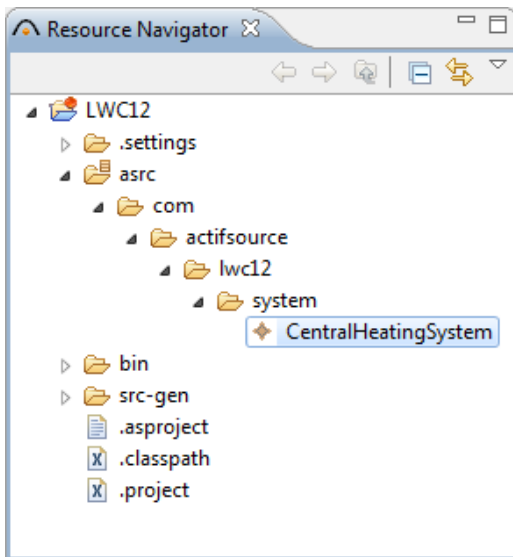 Resource Navigator
LWC12
.settings
asrc
com
actifsource
lwc12
system
CentralHeatingSystem
bin
src-gen
.asproject
.classpath
.project